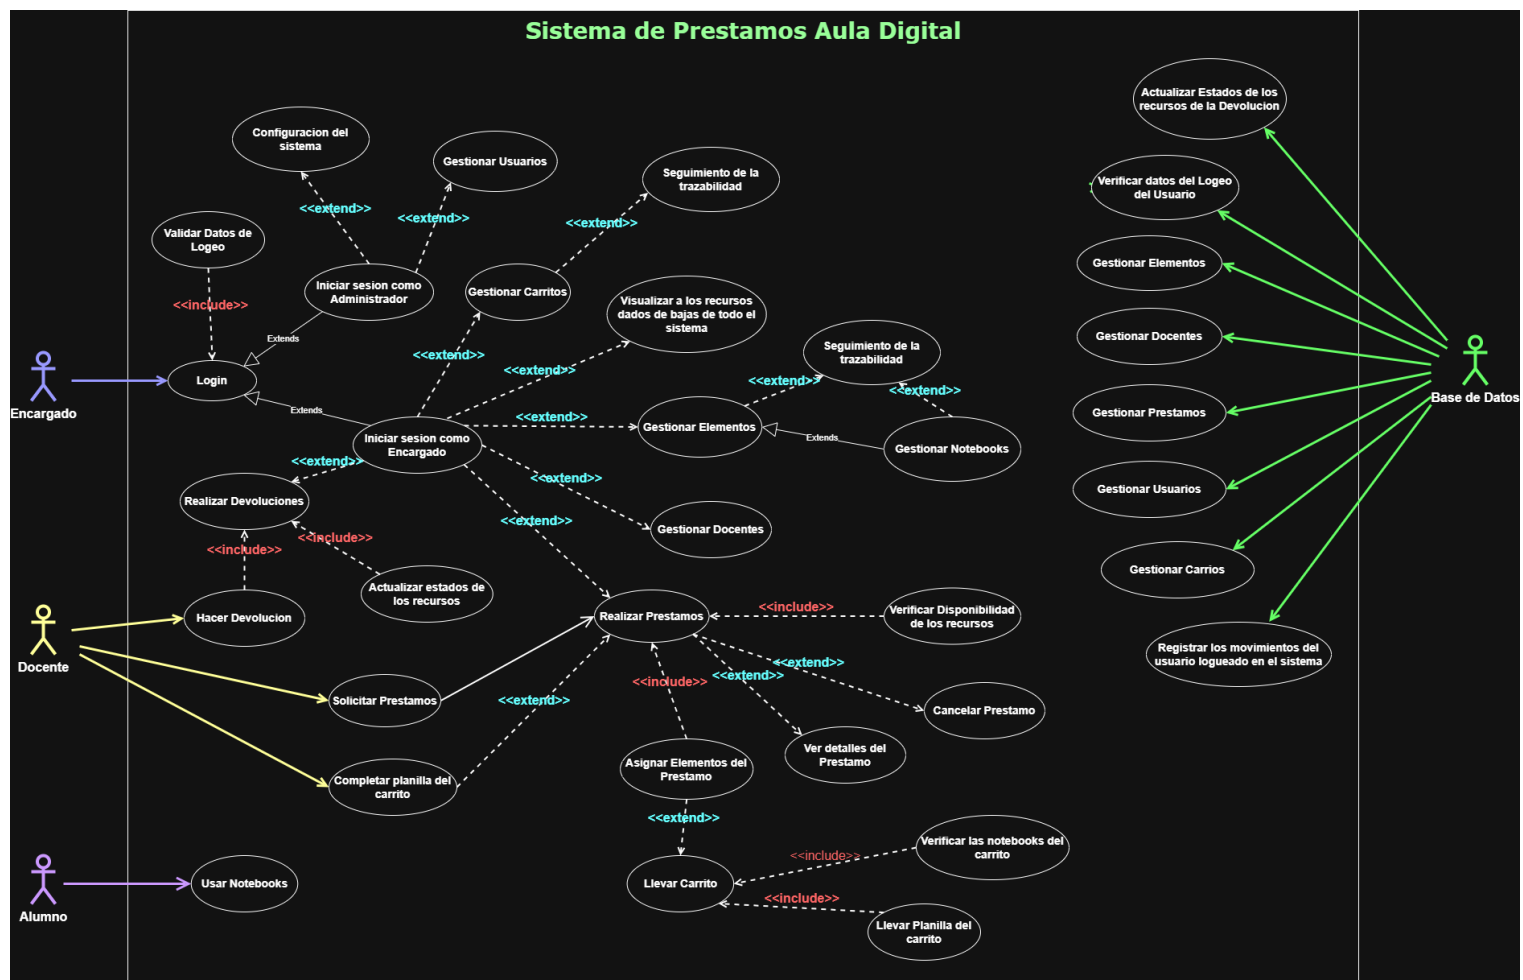 Sistema de Prestamos Aula Digital
Configuracion del
sistema
Gestionar Usuarios
Seguimiento de la
trazabilidad
Actualizar Estados de los
recursos de la Devolucion
<<extend>>
<<extend>>
<<extend>>
Verificar datos del Logeo
del Usuario
Validar Datos de
Logeo
<<include>>
Iniciar sesion como
Administrador
Gestionar Carritos
Visualizar a los recursos
dados de bajas de todo el
sistema
Gestionar Elementos
Extends
<<extend>>
<<extend>>
Seguimiento de la
trazabilidad
Gestionar Docentes
Login
Encargado
Extends
<<extend>>
<<extend>>
<<extend>>
Base de Datos
Iniciar sesion como
Encargado
Gestionar Elementos
Extends
Gestionar Notebooks
Gestionar Prestamos
<<extend>>
<<extend>>
<<extend>>
Realizar Devoluciones
Gestionar Docentes
Gestionar Usuarios
<<include>>
<<include>>
Actualizar estados de
los recursos
Gestionar Carrios
Hacer Devolucion
Docente
Realizar Prestamos
<<include>>
Verificar Disponibilidad
de los recursos
Registrar los movimientos del
usuario logueado en el sistema
Solicitar Prestamos
<<extend>>
<<include>>
<<extend>>
<<extend>>
Cancelar Prestamo
Completar planilla del
carrito
Asignar Elementos del
Prestamo
Ver detalles del
Prestamo
<<extend>>
Alumno
Usar Notebooks
Llevar Carrito
<<include>>
Verificar las notebooks del
carrito
<<include>>
Llevar Planilla del
carrito